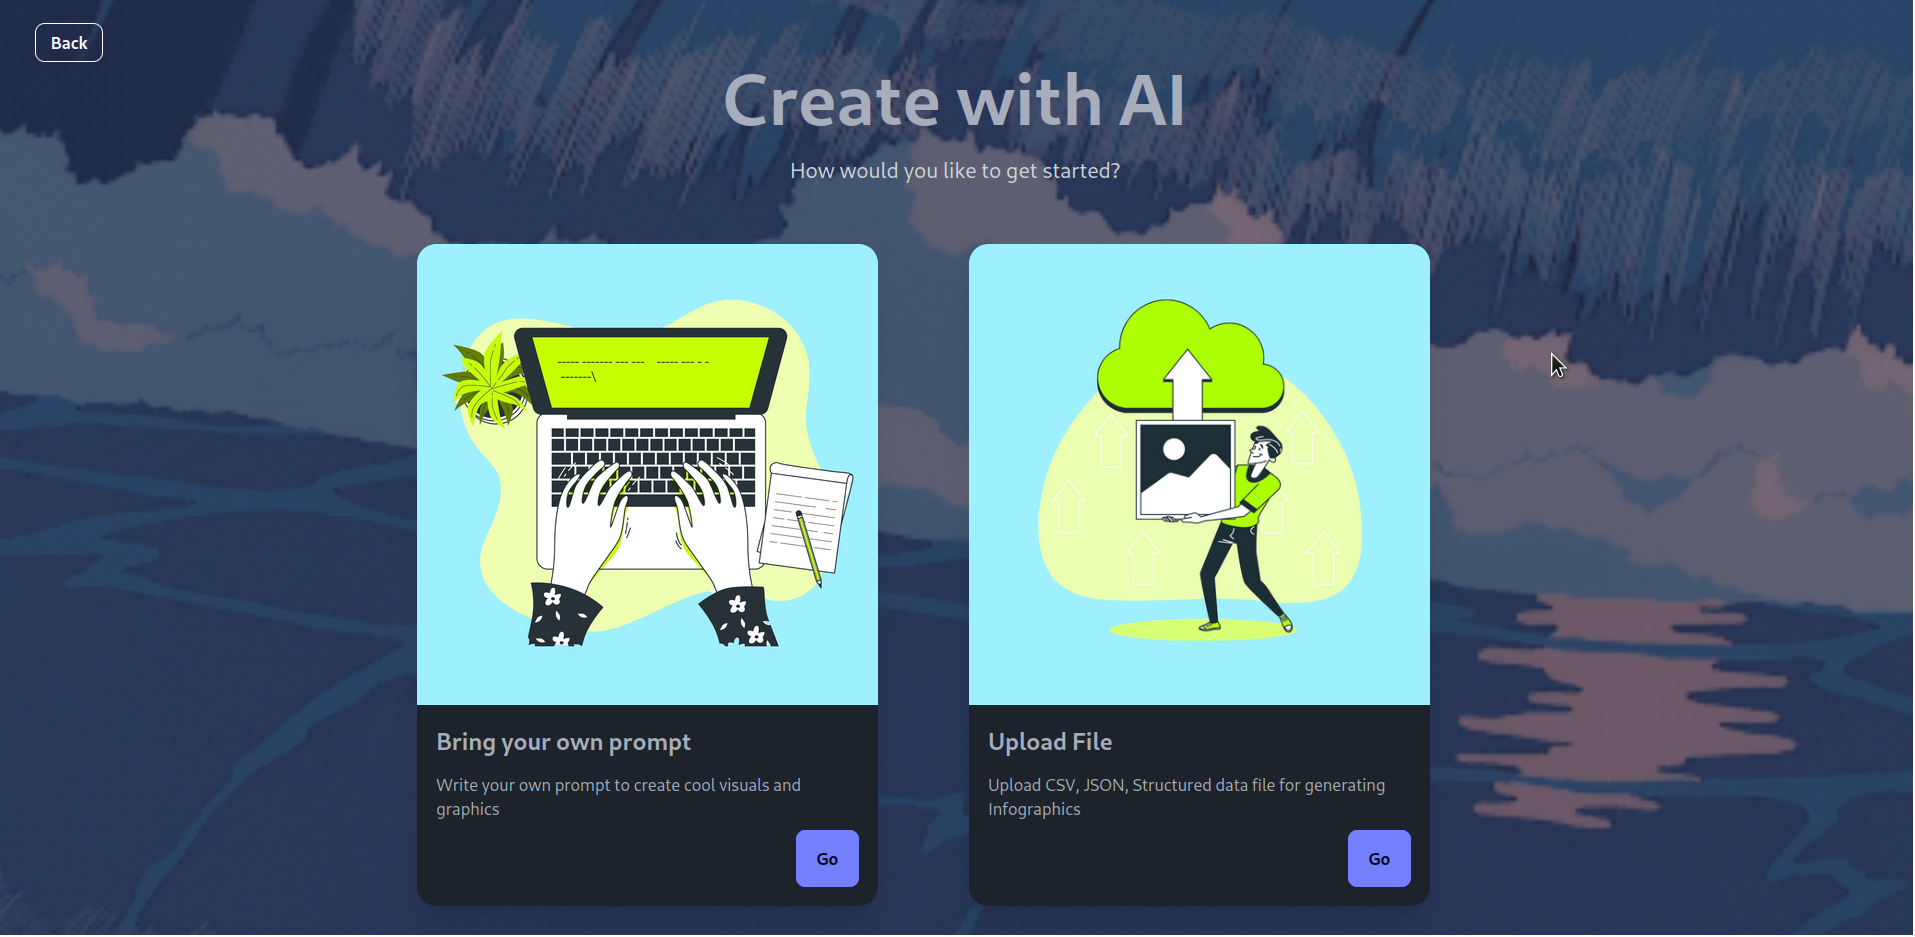 Back
Create with AI
How would you like to get started?
Bring your own prompt
Write your own prompt to create cool visuals and
graphics
Go
Upload File
Upload CSV, JSON, Structured data file for generating
Infographics
Go